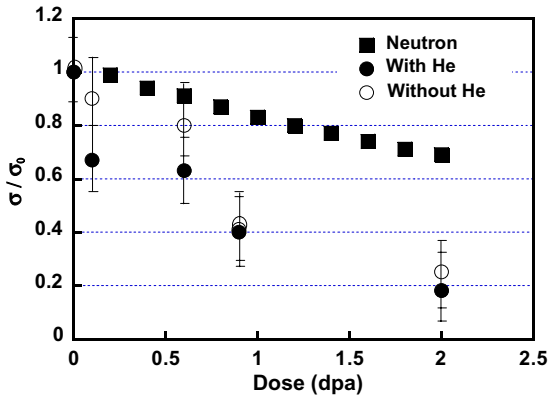 1.2
1
0.8
0.6
0.4
0.2
0
σ / σ₀
Neutron
With He
Without He
0 0.5 1 1.5 2 2.5
Dose (dpa)